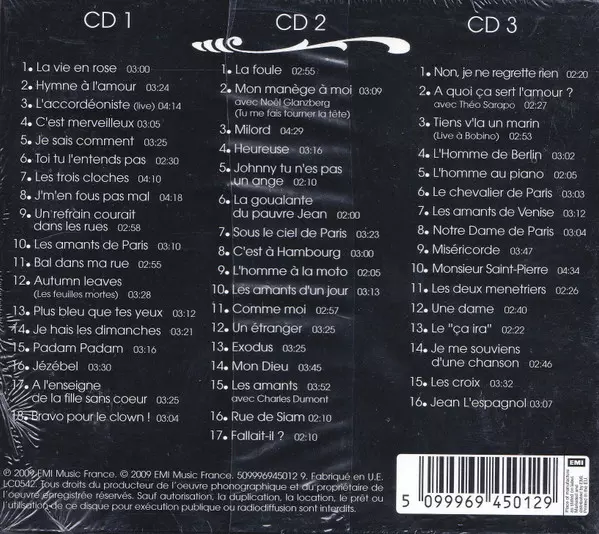 CD 1
1. La vie en rose 03:00
2. Hymne à l'amour 03:24
3. L'accordéoniste (live) 04:14
4. C'est merveilleux 03:05
5. Je sais comment 03:25
6. Toi tu l'entends pas 02:30
7. Les trois cloches 04:10
8. J'm'en fous pas mal 04:18
9. Un refrain courait
dans les rues 02:58
10. Les amants de Paris 03:10
11. Bal dans ma rue 02:55
12. Autumn leaves
(Les feuilles mortes) 03:28
13. Plus bleu que tes yeux 03:12
14. Je hais les dimanches 03:21
15. Padam Padam 03:16
16. Jézébel 03:30
17. A l'enseigne
de la fille sans coeur 03:25
18. Bravo pour le clown ! 03:04
CD 2
1. La foule 02:55
2. Mon manège à moi 03:09
avec Noël Glanzberg
(Tu me fais tourner la tête)
3. Milord 04:29
4. Heureuse 03:16
5. Johnny tu n'es pas
un ange 02:10
6. La goualante
du pauvre Jean 02:00
7. Sous le ciel de Paris 03:23
8. C'est à Hambourg 03:00
9. L'homme à la moto 02:05
10. Les amants d'un jour 03:13
11. Comme moi 02:57
12. Un étranger 03:25
13. Exodus 03:25
14. Mon Dieu 03:45
15. Les amants 03:52
avec Charles Dumont
16. Rue de Siam 02:10
17. Fallait-il ? 02:10
CD 3
1. Non, je ne regrette rien 02:20
2. A quoi ça sert l'amour ?
avec Théo Sarapo 02:27
3. Tiens v'la un marin
(Live à Bobino) 02:53
4. L'Homme de Berlin 03:02
5. L'homme au piano 02:05
6. Le chevalier de Paris 03:03
7. Les amants de Venise 03:12
8. Notre Dame de Paris 03:04
9. Miséricorde 03:47
10. Monsieur Saint-Pierre 04:34
11. Les deux menetriers 02:26
12. Une dame 02:40
13. Le "ça ira" 02:22
14. Je me souviens
d'une chanson 02:46
15. Les croix 03:32
16. Jean L'espagnol 03:07
℗ 2009 EMI Music France. © 2009 EMI Music France. 509996945012 9. Fabriqué en U.E.
LC0542. Tous droits du producteur de l'oeuvre phonographique et du propriétaire de
l'oeuvre enregistrée réservés. Sauf autorisation, la duplication, la location, le prêt ou
l'utilisation de ce disque pour exécution publique ou radiodiffusion sont interdits.
5 099969 450129
EMI